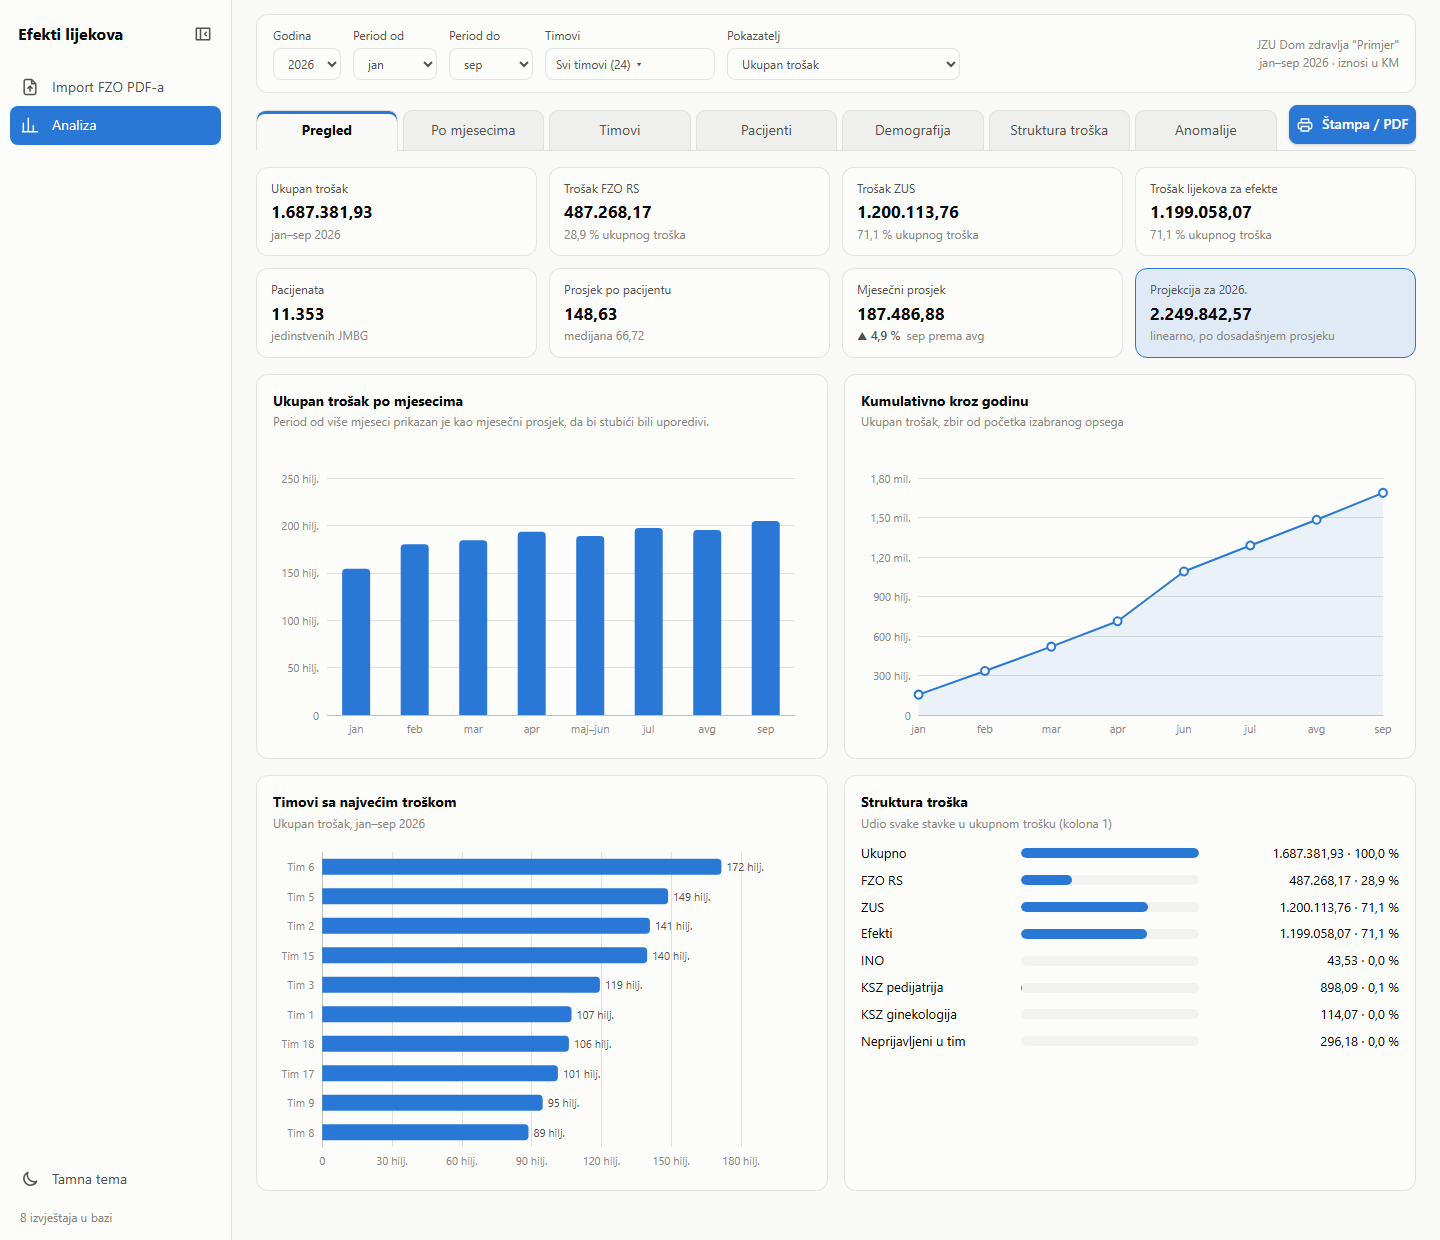 Efekti lijekova
Import FZO PDF-a
Analiza
Tamna tema
8 izvještaja u bazi
Godina
2026
Period od
jan
Period do
sep
Timovi
Svi timovi (24)
Pokazatelj
Ukupan trošak
JZU Dom zdravlja "Primjer"
jan–sep 2026 · iznosi u KM
Pregled
Po mjesecima
Timovi
Pacijenti
Demografija
Struktura troška
Anomalije
Štampa / PDF
Ukupan trošak
1.687.381,93
jan–sep 2026
Trošak FZO RS
487.268,17
28,9 % ukupnog troška
Trošak ZUS
1.200.113,76
71,1 % ukupnog troška
Trošak lijekova za efekte
1.199.058,07
71,1 % ukupnog troška
Pacijenata
11.353
jedinstvenih JMBG
Prosjek po pacijentu
148,63
medijana 66,72
Mjesečni prosjek
187.486,88
▲ 4,9 % sep prema avg
Projekcija za 2026.
2.249.842,57
linearno, po dosadašnjem prosjeku
Ukupan trošak po mjesecima
Period od više mjeseci prikazan je kao mjesečni prosjek, da bi stubići bili uporedivi.
250 hilj.
200 hilj.
150 hilj.
100 hilj.
50 hilj.
0
jan feb mar apr maj–jun jul avg sep
Kumulativno kroz godinu
Ukupan trošak, zbir od početka izabranog opsega
1,80 mil.
1,50 mil.
1,20 mil.
900 hilj.
600 hilj.
300 hilj.
0
jan feb mar apr jun jul avg sep
Timovi sa najvećim troškom
Ukupan trošak, jan–sep 2026
Tim 6 172 hilj.
Tim 5 149 hilj.
Tim 2 141 hilj.
Tim 15 140 hilj.
Tim 3 119 hilj.
Tim 1 107 hilj.
Tim 18 106 hilj.
Tim 17 101 hilj.
Tim 9 95 hilj.
Tim 8 89 hilj.
0 30 hilj. 60 hilj. 90 hilj. 120 hilj. 150 hilj. 180 hilj.
Struktura troška
Udio svake stavke u ukupnom trošku (kolona 1)
Ukupno 1.687.381,93 · 100,0 %
FZO RS 487.268,17 · 28,9 %
ZUS 1.200.113,76 · 71,1 %
Efekti 1.199.058,07 · 71,1 %
INO 43,53 · 0,0 %
KSZ pedijatrija 898,09 · 0,1 %
KSZ ginekologija 114,07 · 0,0 %
Neprijavljeni u tim 296,18 · 0,0 %